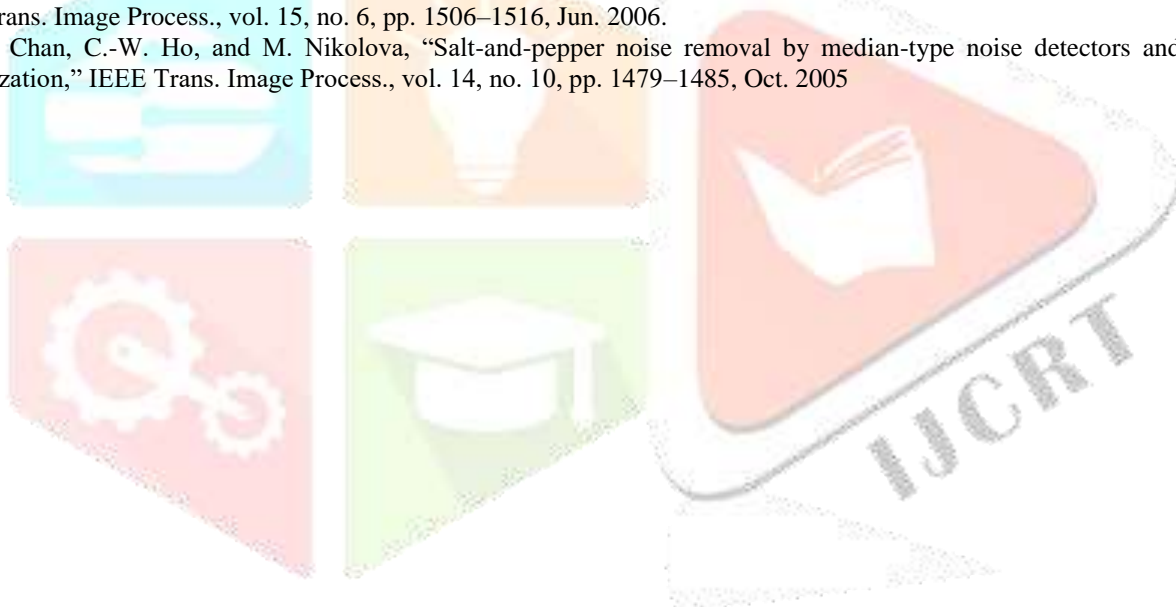 rans. Image Process., vol. 15, no. 6, pp. 1506–1516, Jun. 2006.
Chan, C.-W. Ho, and M. Nikolova, “Salt-and-pepper noise removal by median-type noise detectors and
zation,” IEEE Trans. Image Process., vol. 14, no. 10, pp. 1479–1485, Oct. 2005
IJCRT